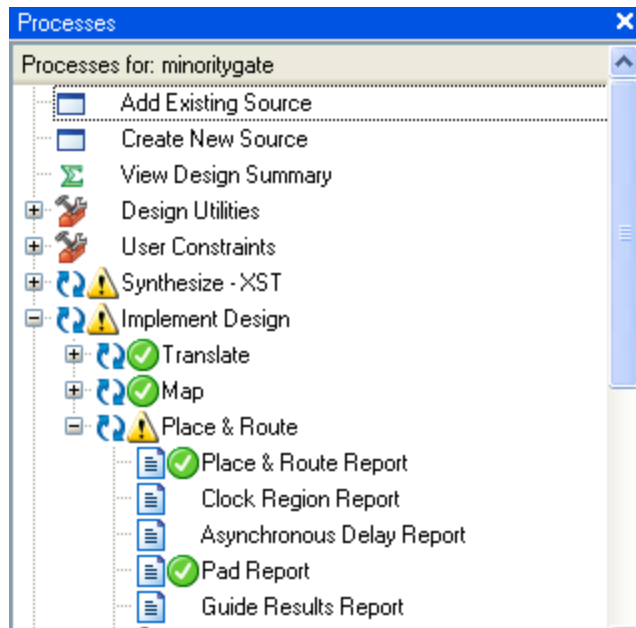 Processes
Processes for: minoritygate
Add Existing Source
Create New Source
View Design Summary
Design Utilities
User Constraints
Synthesize - XST
Implement Design
Translate
Map
Place & Route
Place & Route Report
Clock Region Report
Asynchronous Delay Report
Pad Report
Guide Results Report